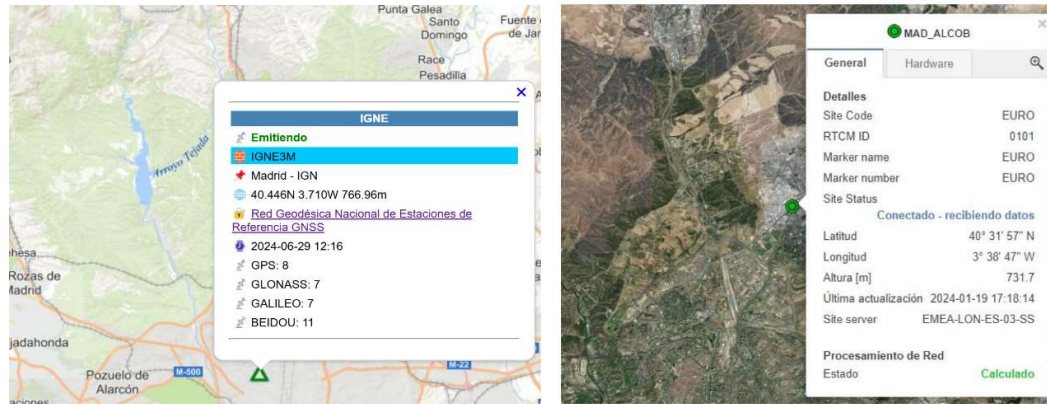 Punta Galea
Santo
Domingo
Fuente
de Jar
Race
Pesadilla
Arroyo Tejada
Rozas de
Madrid
jadahonda
Pozuelo de
Alarcón
M-500
M-22
IGNE
Emitiendo
IGNE3M
Madrid - IGN
40.446N 3.710W 766.96m
Red Geodésica Nacional de Estaciones de
Referencia GNSS
2024-06-29 12:16
GPS: 8
GLONASS: 7
GALILEO: 7
BEIDOU: 11
MAD_ALCOB
General Hardware
Detalles
Site Code EURO
RTCM ID 0101
Marker name EURO
Marker number EURO
Site Status
Conectado - recibiendo datos
Latitud 40° 31' 57" N
Longitud 3° 38' 47" W
Altura [m] 731.7
Última actualización 2024-01-19 17:18:14
Site server EMEA-LON-ES-03-SS
Procesamiento de Red
Estado Calculado